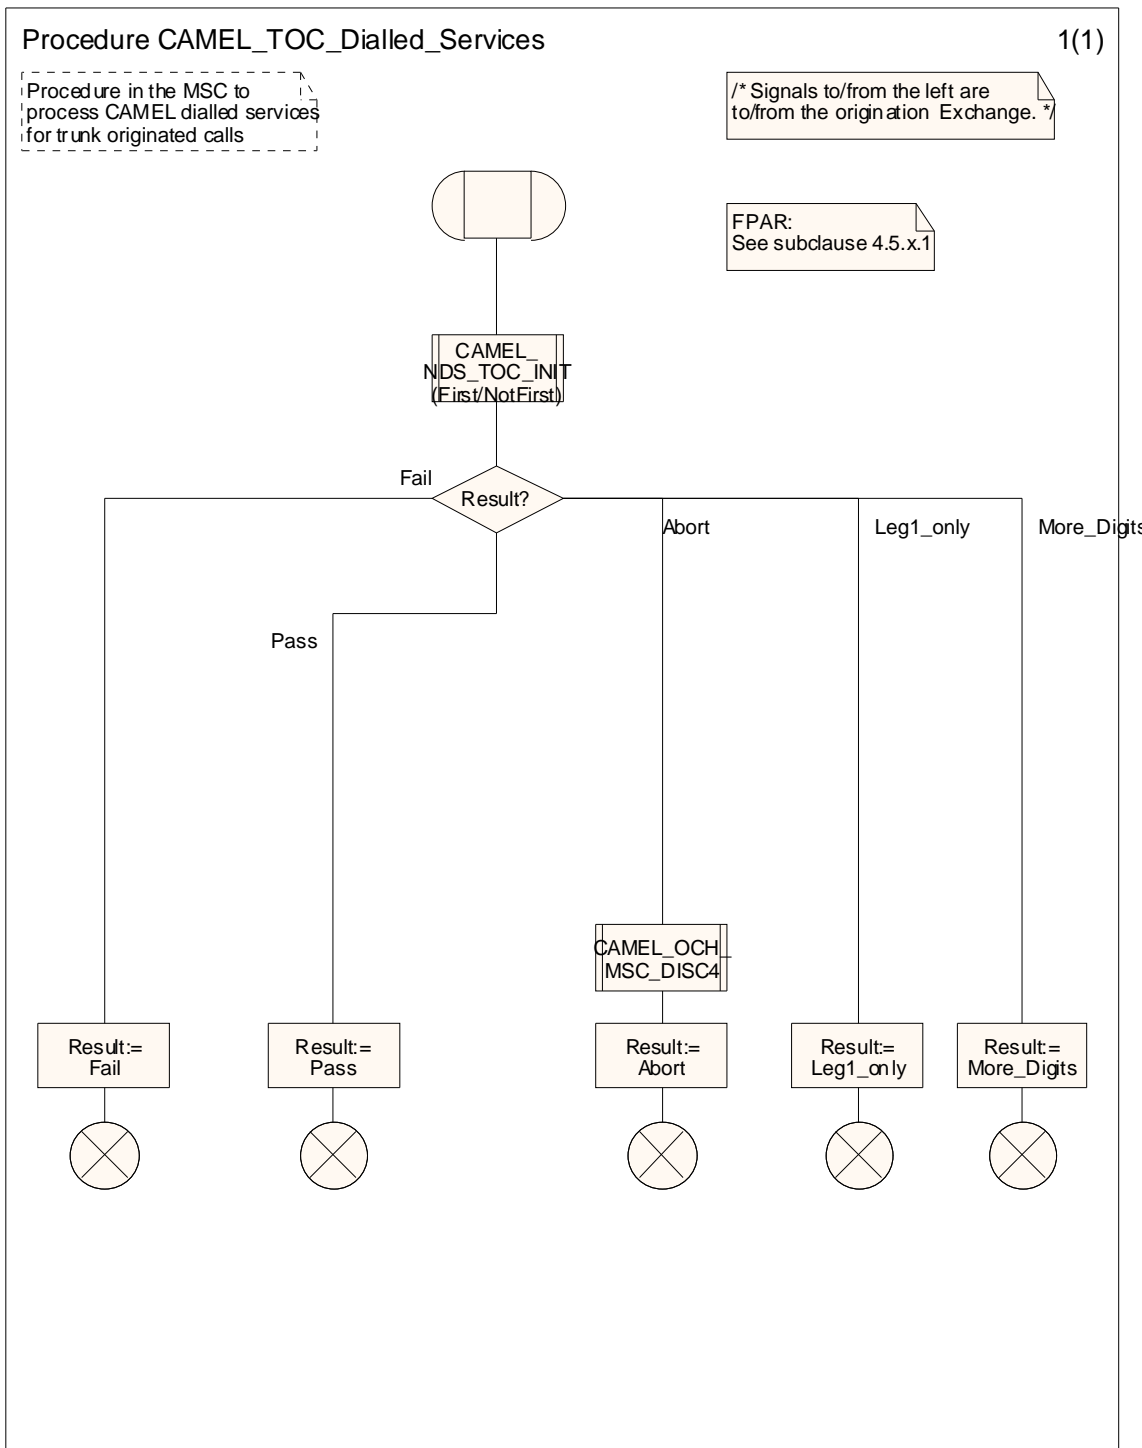 Procedure CAMEL_TOC_Dialled_Services
1(1)
Procedure in the MSC to
process CAMEL dialled services
for trunk originated calls
/* Signals to/from the left are
to/from the origination Exchange. */
FPAR:
See subclause 4.5.x.1
CAMEL_
NDS_TOC_INIT
(First/NotFirst)
Fail
Result?
Abort
Leg1_only
More_Digits
Pass
CAMEL_OCH_
MSC_DISC4
Result:=
Fail
Result:=
Pass
Result:=
Abort
Result:=
Leg1_only
Result:=
More_Digits